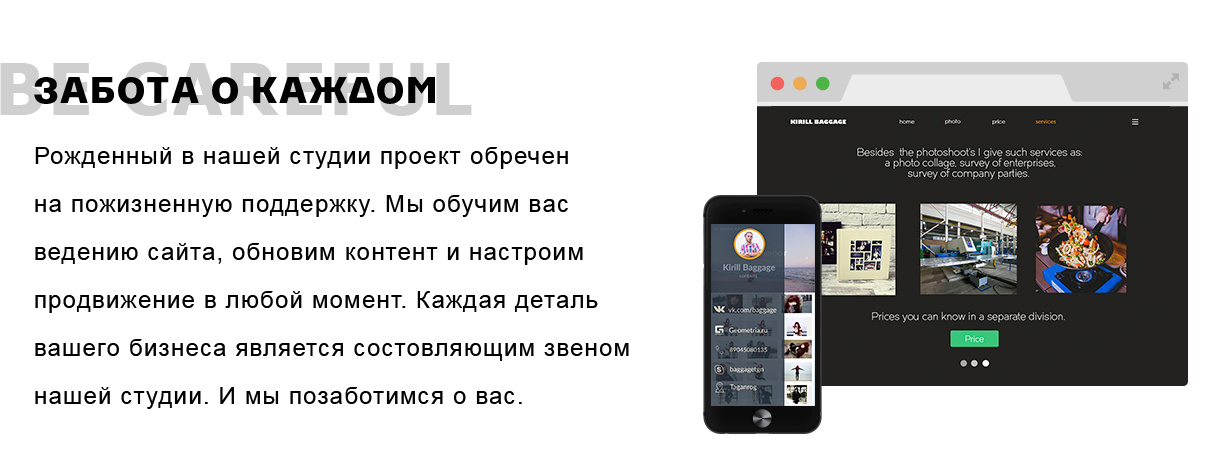 BE CAREFUL
ЗАБОТА О КАЖДОМ
Рожденный в нашей студии проект обречен
на пожизненную поддержку. Мы обучим вас
ведению сайта, обновим контент и настроим
продвижение в любой момент. Каждая деталь
вашего бизнеса является состовляющим звеном
нашей студии. И мы позаботимся о вас.
KIRILL BAGGAGE home photo price services
Besides the photoshoot's I give such services as:
a photo collage, survey of enterprises,
survey of company parties.
Prices you can know in a separate division.
Price
Kirill Baggage
vk.com/baggage
Geometria.ru
89045080135
baggagetgn
Taganrog